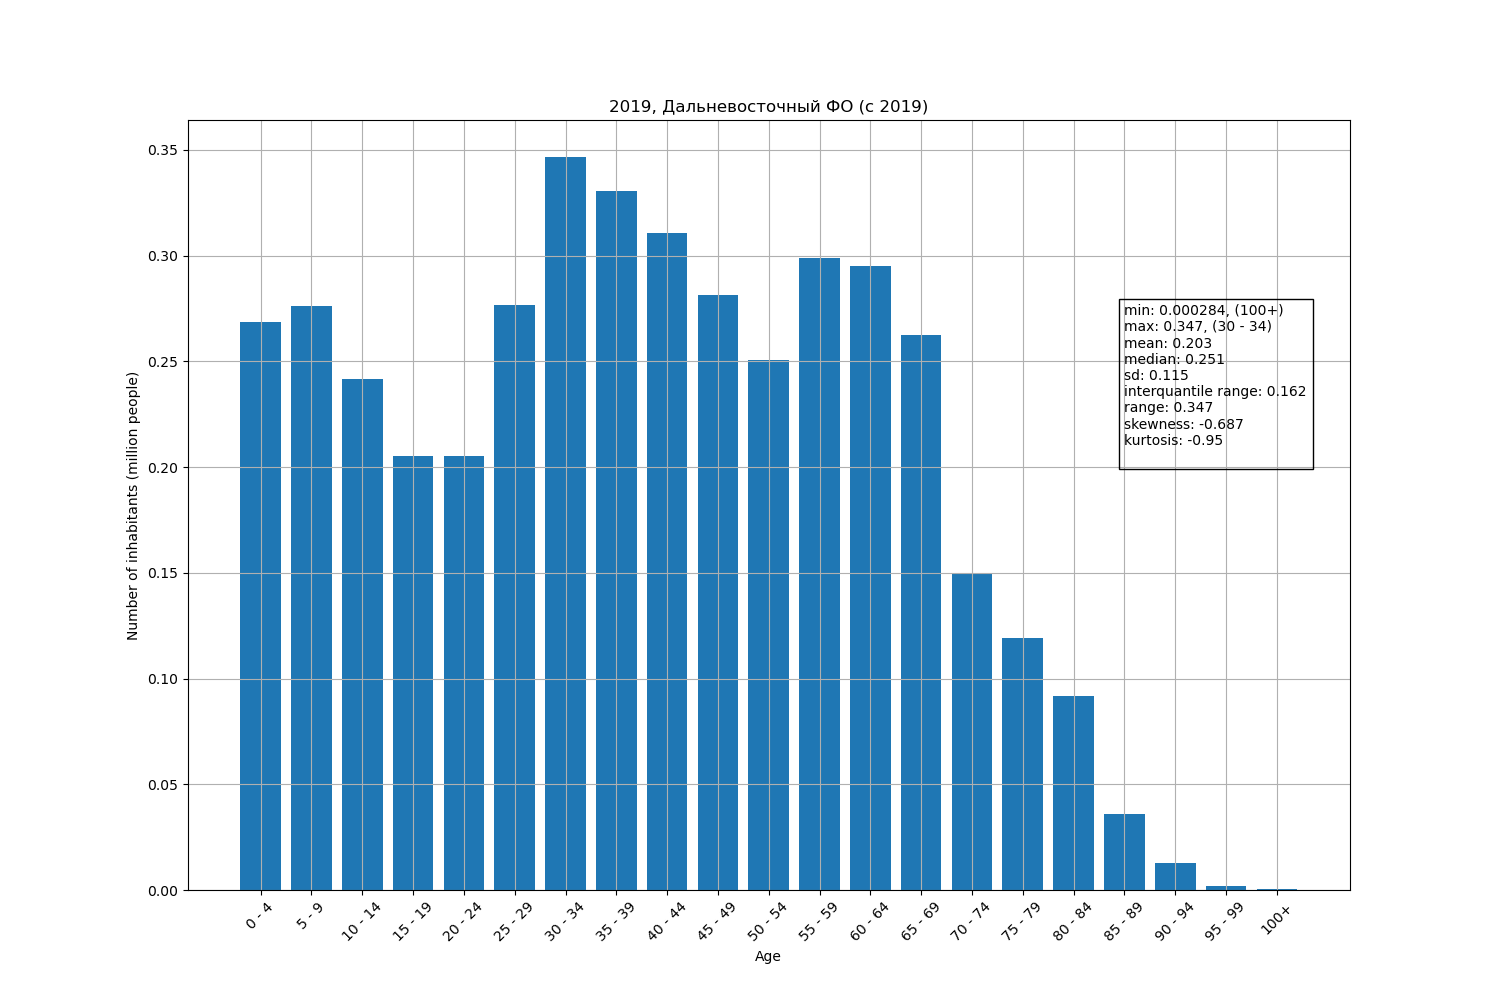 2019, Дальневосточный ФО (с 2019)
Number of inhabitants (million people)
0.35
0.30
0.25
0.20
0.15
0.10
0.05
0.00
min: 0.000284, (100+)
max: 0.347, (30 - 34)
mean: 0.203
median: 0.251
sd: 0.115
interquantile range: 0.162
range: 0.347
skewness: -0.687
kurtosis: -0.95
0 - 4
5 - 9
10 - 14
15 - 19
20 - 24
25 - 29
30 - 34
35 - 39
40 - 44
45 - 49
50 - 54
55 - 59
60 - 64
65 - 69
70 - 74
75 - 79
80 - 84
85 - 89
90 - 94
95 - 99
100+
Age